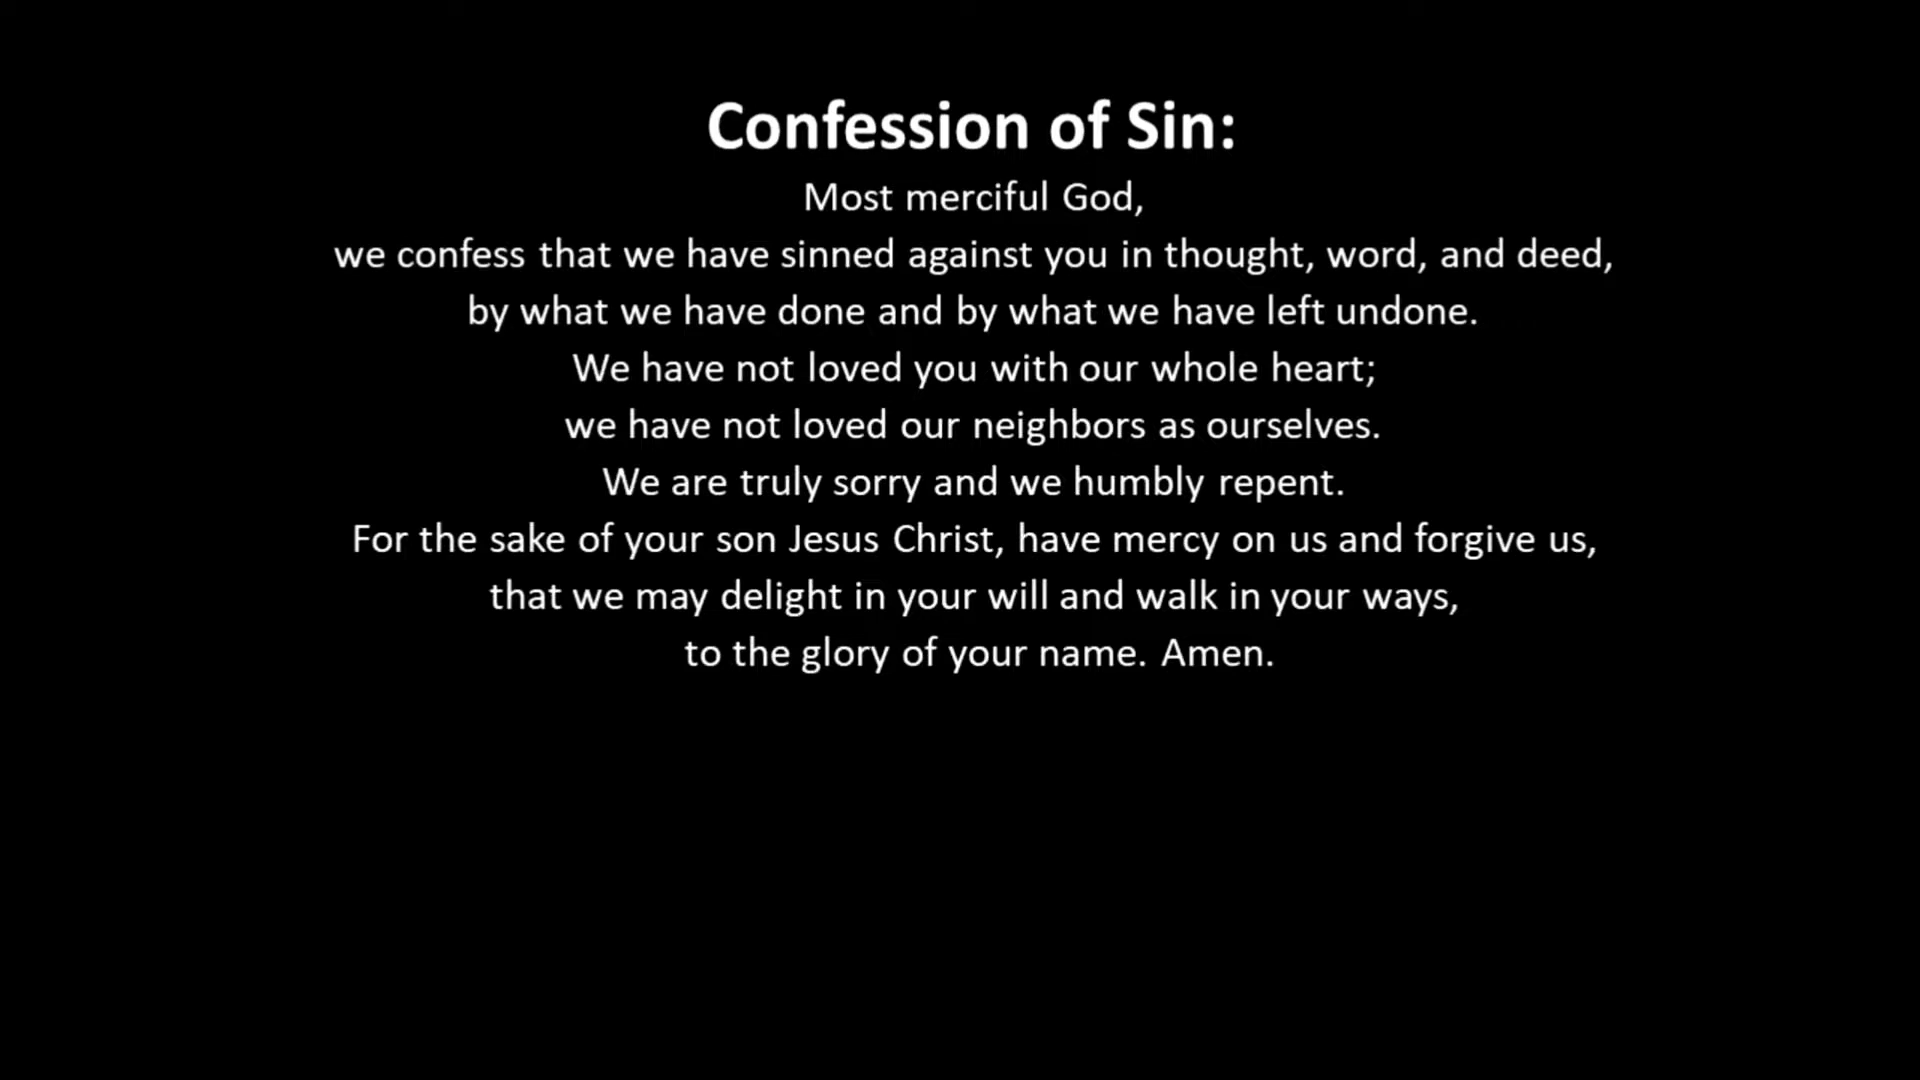 Confession of Sin:
Most merciful God,
we confess that we have sinned against you in thought, word, and deed,
by what we have done and by what we have left undone.
We have not loved you with our whole heart;
we have not loved our neighbors as ourselves.
We are truly sorry and we humbly repent.
For the sake of your son Jesus Christ, have mercy on us and forgive us,
that we may delight in your will and walk in your ways,
to the glory of your name. Amen.